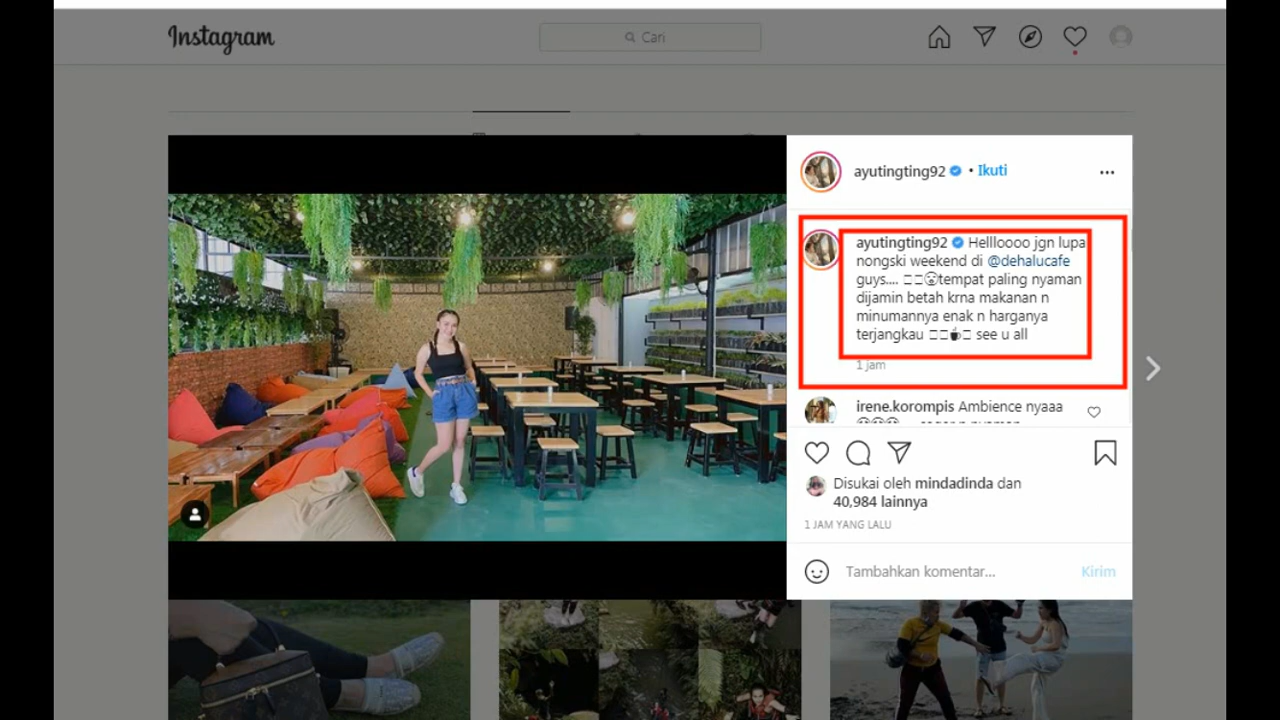 Instagram
Cari
ayutingting92 • Ikuti
ayutingting92 Hellloooo jgn lupa
nongski weekend di @dehalucafe
guys.... tempat paling nyaman
dijamin betah krna makanan n
minumannya enak n harganya
terjangkau see u all
1 jam
irene.korompis Ambience nyaaa
Disukai oleh mindadinda dan
40,984 lainnya
1 JAM YANG LALU
Tambahkan komentar... Kirim